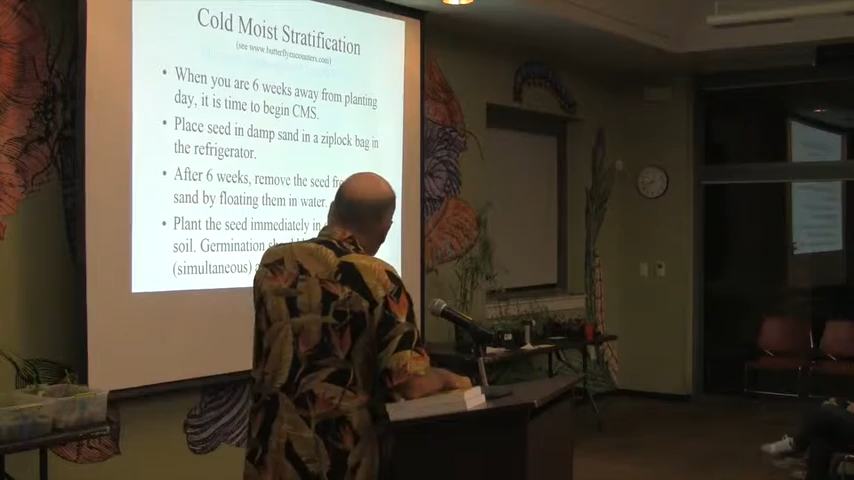 Cold Moist Stratification
(see www.butterflyencounters.com)
• When you are 6 weeks away from planting
day, it is time to begin CMS.
• Place seed in damp sand in a ziplock bag in
the refrigerator.
• After 6 weeks, remove the seed
sand by floating them in water.
• Plant the seed immediately in
soil. Germination
(simultaneous)